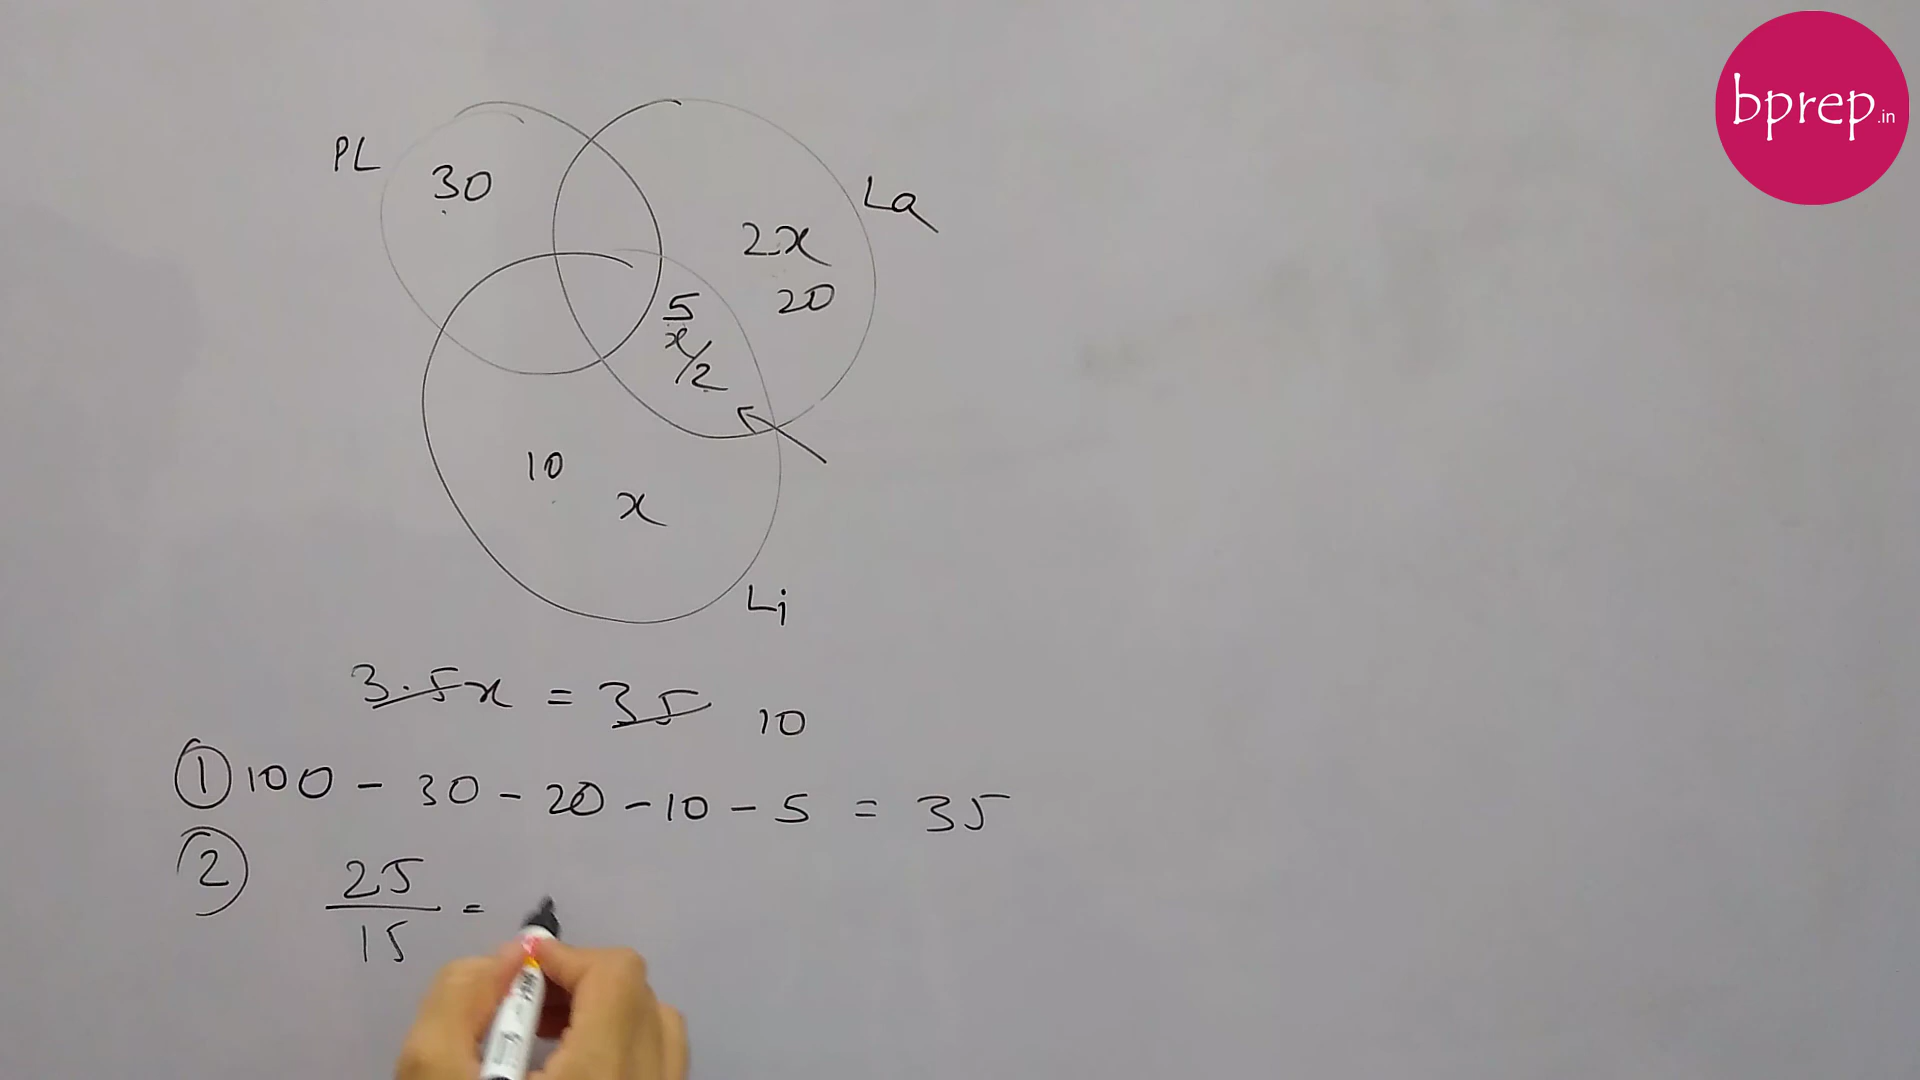 bprep.in
PL
30
La
2x
20
5
x/2
10
x
Li
3.5x = 35 10
① 100 - 30 - 20 - 10 - 5 = 35
② 25/15 =